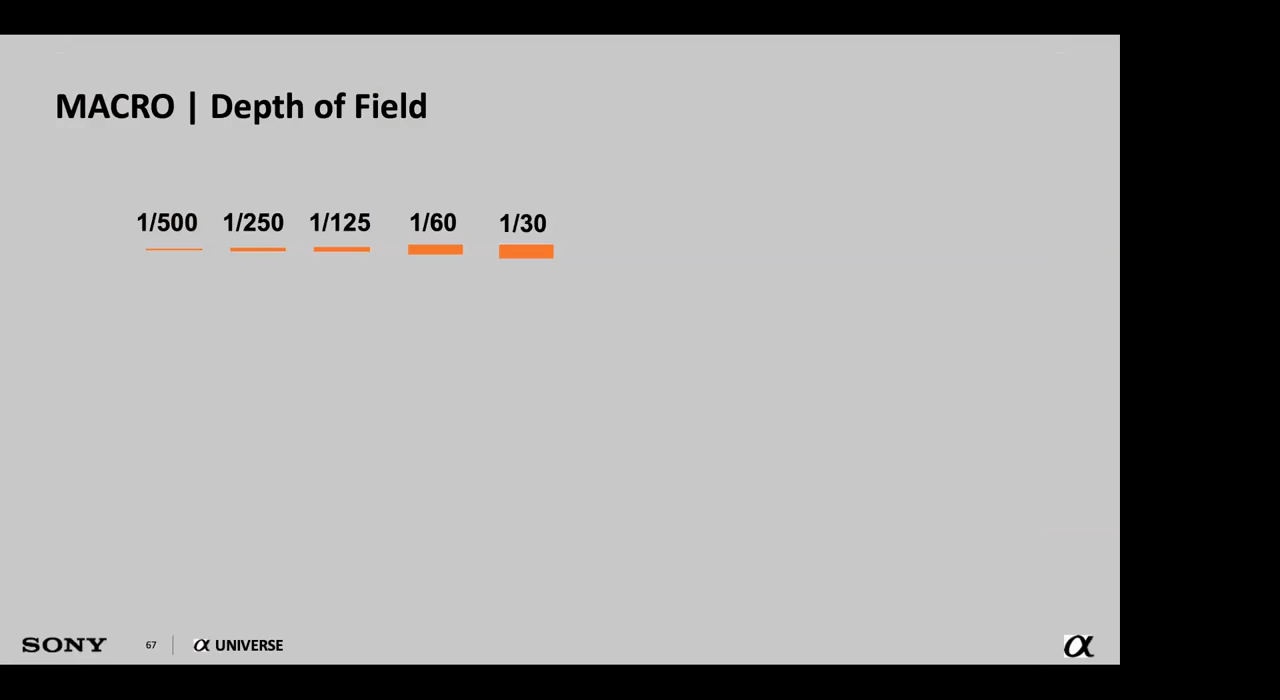 MACRO | Depth of Field
1/500 1/250 1/125 1/60 1/30
SONY 67 α UNIVERSE α